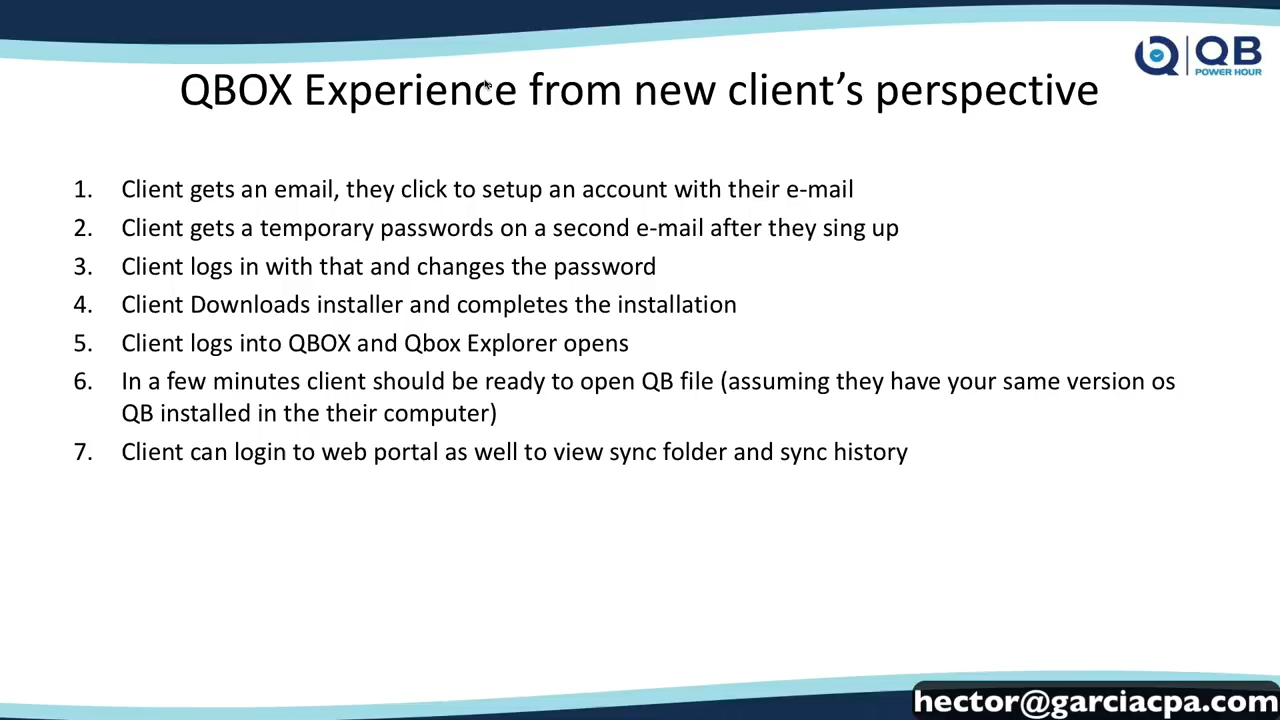 QB
POWER HOUR
QBOX Experience from new client's perspective
1. Client gets an email, they click to setup an account with their e-mail
2. Client gets a temporary passwords on a second e-mail after they sing up
3. Client logs in with that and changes the password
4. Client Downloads installer and completes the installation
5. Client logs into QBOX and Qbox Explorer opens
6. In a few minutes client should be ready to open QB file (assuming they have your same version os
QB installed in the their computer)
7. Client can login to web portal as well to view sync folder and sync history
hector@garciacpa.com